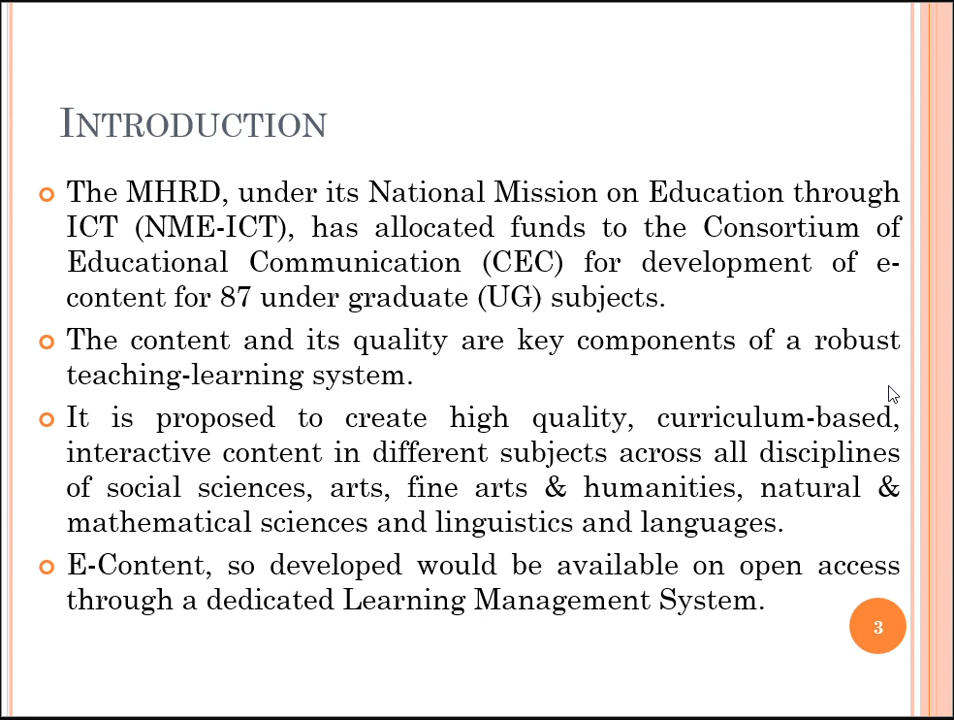 INTRODUCTION
The MHRD, under its National Mission on Education through
ICT (NME-ICT), has allocated funds to the Consortium of
Educational Communication (CEC) for development of e-
content for 87 under graduate (UG) subjects.
The content and its quality are key components of a robust
teaching-learning system.
It is proposed to create high quality, curriculum-based,
interactive content in different subjects across all disciplines
of social sciences, arts, fine arts & humanities, natural &
mathematical sciences and linguistics and languages.
E-Content, so developed would be available on open access
through a dedicated Learning Management System.
3